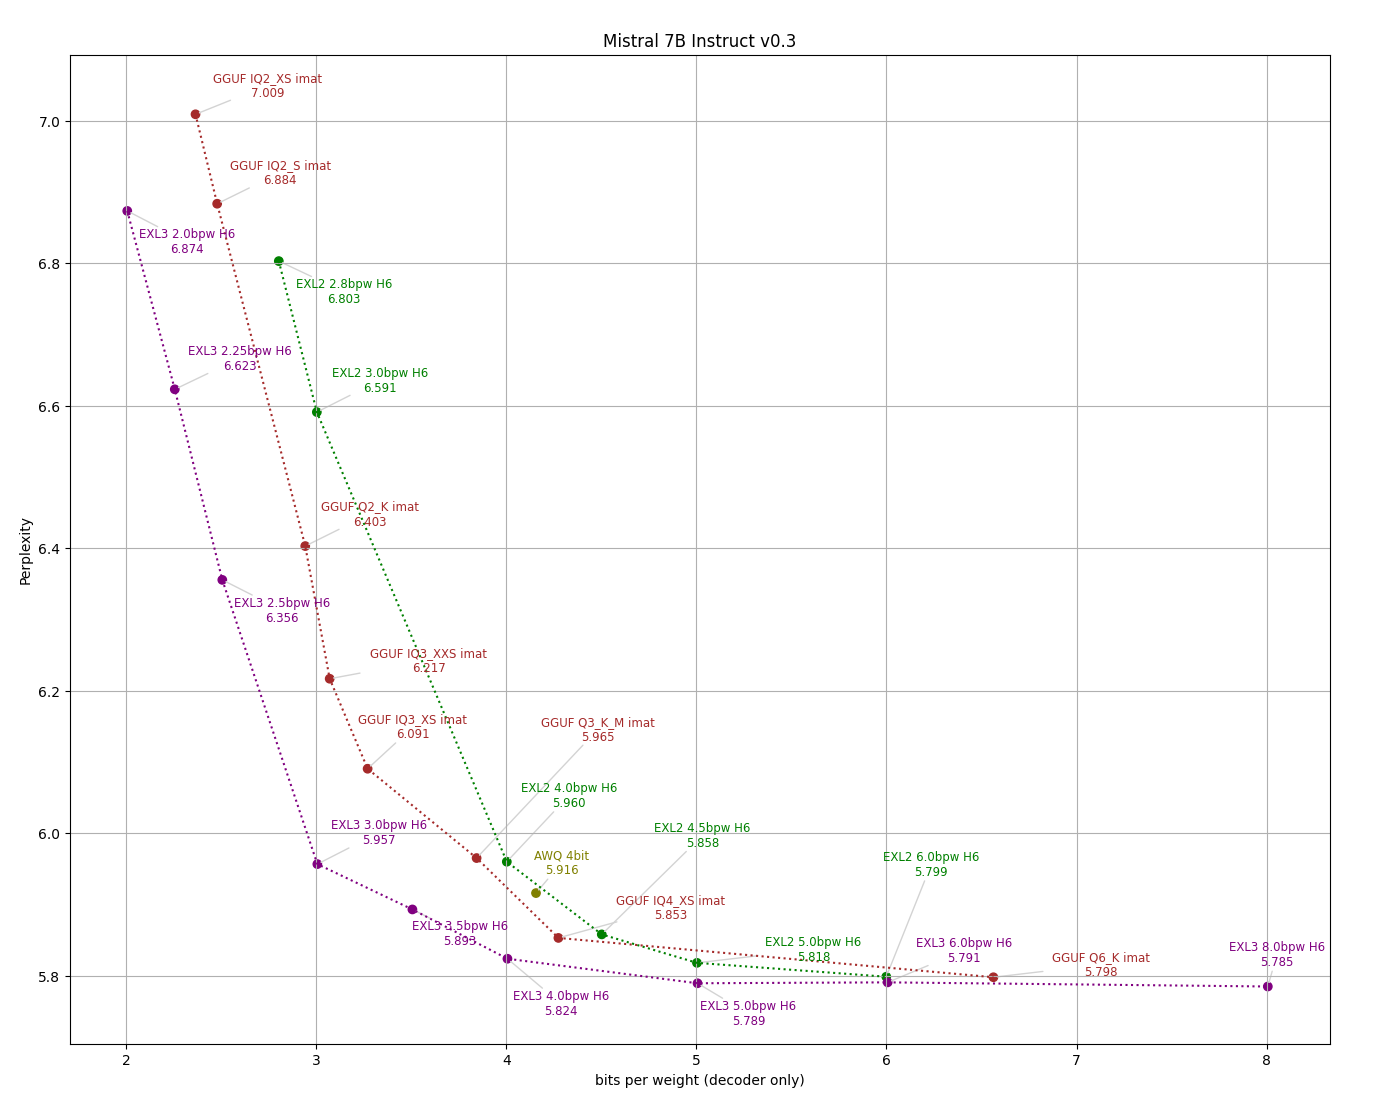 Mistral 7B Instruct v0.3
GGUF IQ2_XS imat
7.009
7.0
GGUF IQ2_S imat
6.884
EXL3 2.0bpw H6
6.874
6.8
EXL2 2.8bpw H6
6.803
EXL3 2.25bpw H6
6.623
EXL2 3.0bpw H6
6.591
6.6
GGUF Q2_K imat
6.403
6.4
Perplexity
EXL3 2.5bpw H6
6.356
GGUF IQ3_XXS imat
6.217
6.2
GGUF IQ3_XS imat
6.091
GGUF Q3_K_M imat
5.965
EXL2 4.0bpw H6
5.960
6.0
EXL3 3.0bpw H6
5.957
EXL2 4.5bpw H6
5.858
AWQ 4bit
5.916
EXL2 6.0bpw H6
5.799
GGUF IQ4_XS imat
5.853
EXL3 3.5bpw H6
5.893
EXL2 5.0bpw H6
5.818
EXL3 6.0bpw H6
5.791
EXL3 8.0bpw H6
5.785
GGUF Q6_K imat
5.798
5.8
EXL3 4.0bpw H6
5.824
EXL3 5.0bpw H6
5.789
2 3 4 5 6 7 8
bits per weight (decoder only)